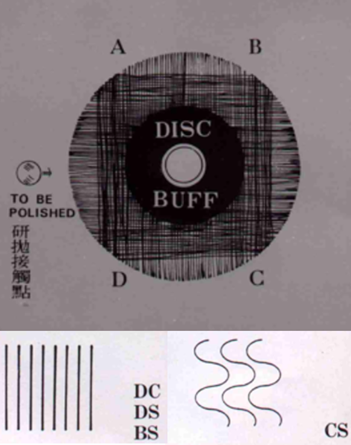 A B
DISC
BUFF
TO BE
POLISHED
研
拋
接
觸
點
D C
DC
DS
BS
CS